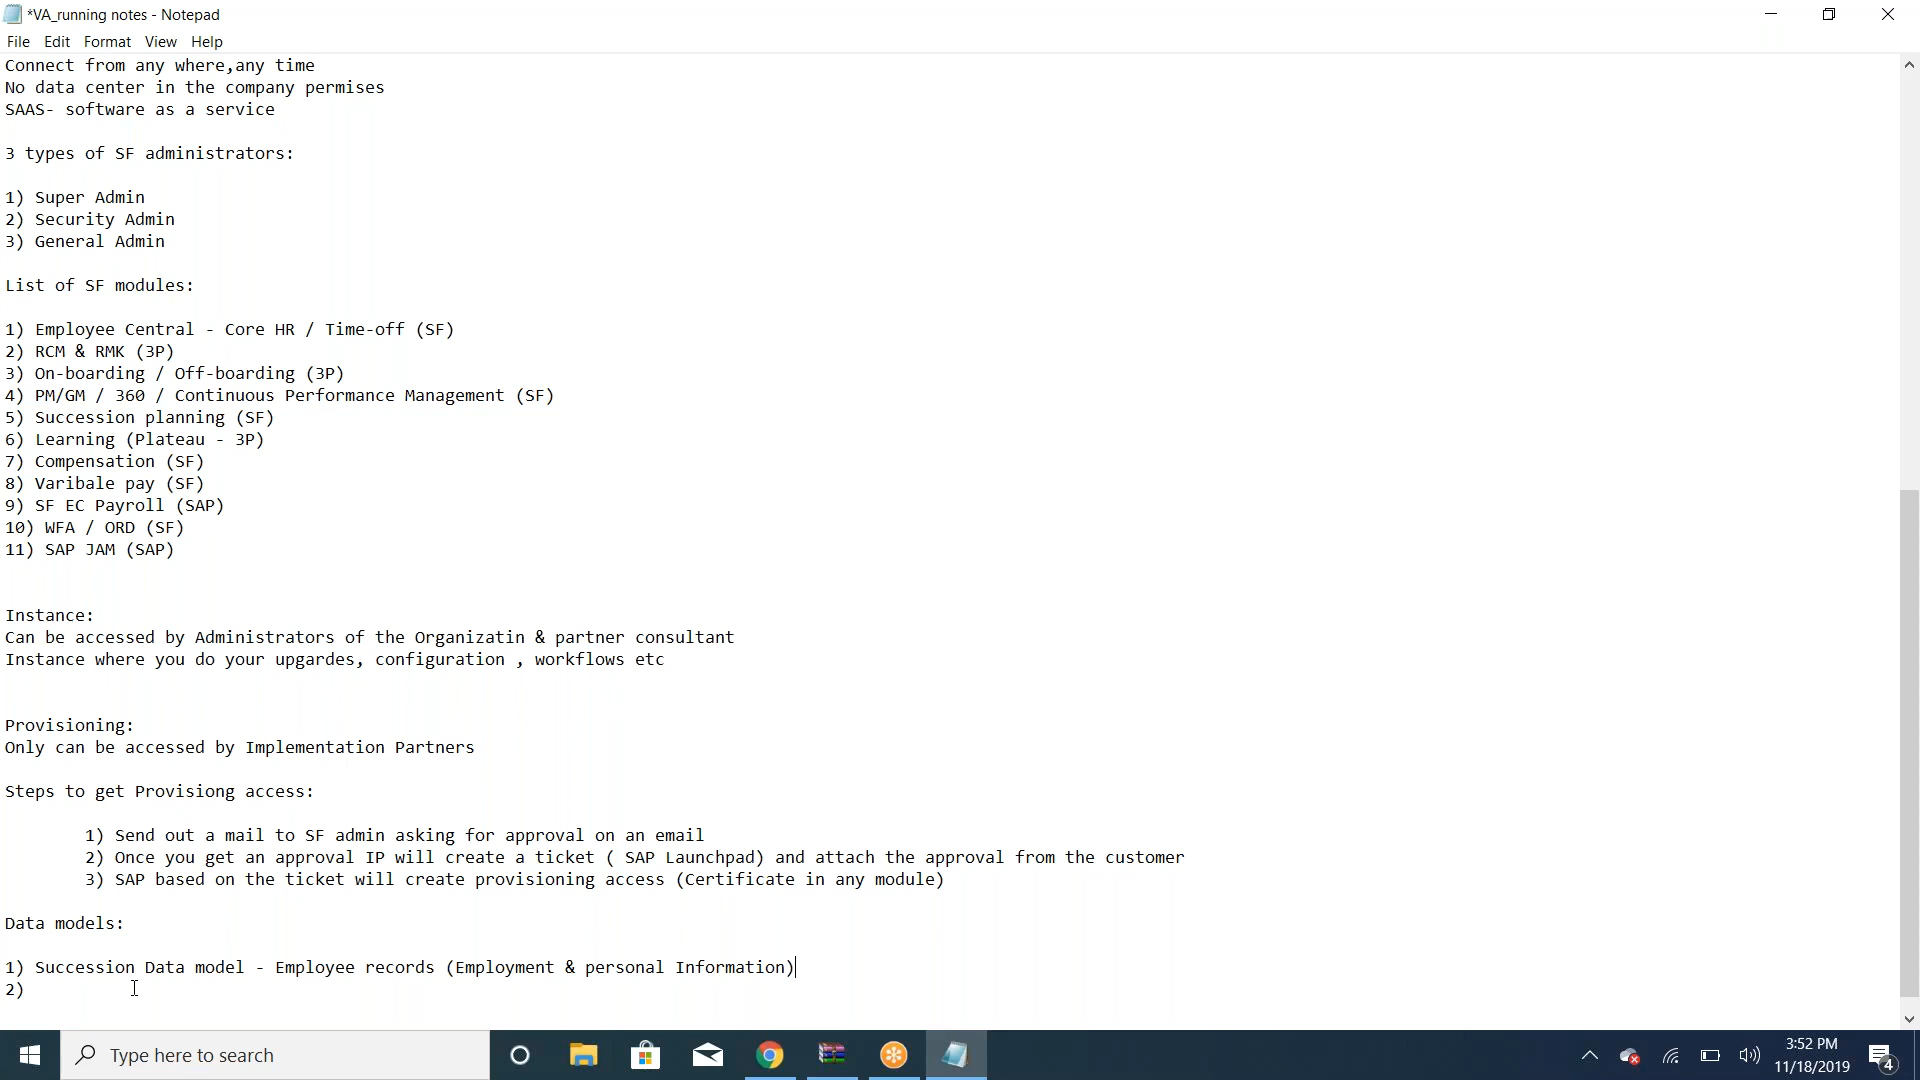 *VA_running notes - Notepad
File Edit Format View Help
Connect from any where,any time
No data center in the company permises
SAAS- software as a service
3 types of SF administrators:
1) Super Admin
2) Security Admin
3) General Admin
List of SF modules:
1) Employee Central - Core HR / Time-off (SF)
2) RCM & RMK (3P)
3) On-boarding / Off-boarding (3P)
4) PM/GM / 360 / Continuous Performance Management (SF)
5) Succession planning (SF)
6) Learning (Plateau - 3P)
7) Compensation (SF)
8) Varibale pay (SF)
9) SF EC Payroll (SAP)
10) WFA / ORD (SF)
11) SAP JAM (SAP)
Instance:
Can be accessed by Administrators of the Organizatin & partner consultant
Instance where you do your upgardes, configuration , workflows etc
Provisioning:
Only can be accessed by Implementation Partners
Steps to get Provisiong access:
1) Send out a mail to SF admin asking for approval on an email
2) Once you get an approval IP will create a ticket ( SAP Launchpad) and attach the approval from the customer
3) SAP based on the ticket will create provisioning access (Certificate in any module)
Data models:
1) Succession Data model - Employee records (Employment & personal Information)
2)
Type here to search
3:52 PM
11/18/2019
4